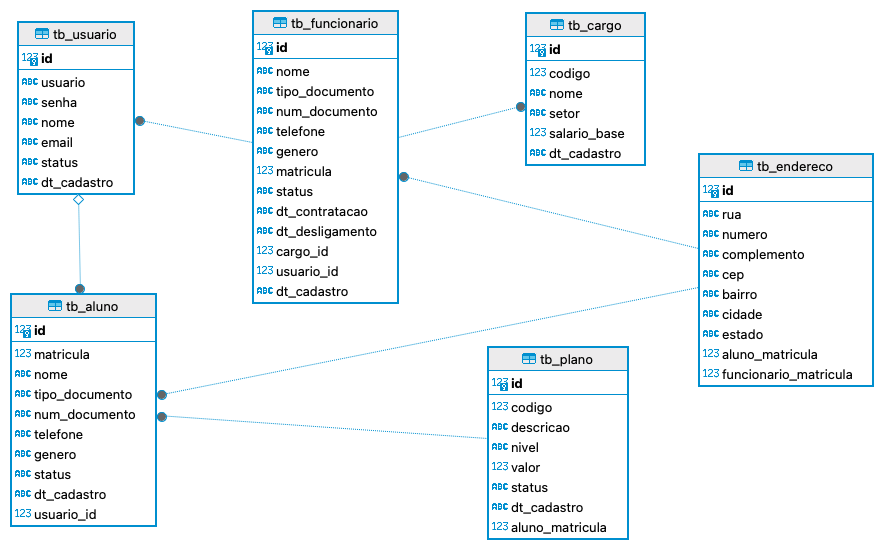 tb_usuario
123 id
ABC usuario
ABC senha
ABC nome
ABC email
ABC status
ABC dt_cadastro
tb_funcionario
123 id
ABC nome
ABC tipo_documento
ABC num_documento
ABC telefone
ABC genero
123 matricula
ABC status
ABC dt_contratacao
ABC dt_desligamento
123 cargo_id
123 usuario_id
ABC dt_cadastro
tb_cargo
123 id
123 codigo
ABC nome
ABC setor
123 salario_base
ABC dt_cadastro
tb_endereco
123 id
ABC rua
ABC numero
ABC complemento
ABC cep
ABC bairro
ABC cidade
ABC estado
123 aluno_matricula
123 funcionario_matricula
tb_aluno
123 id
123 matricula
ABC nome
ABC tipo_documento
ABC num_documento
ABC telefone
ABC genero
ABC status
ABC dt_cadastro
123 usuario_id
tb_plano
123 id
123 codigo
ABC descricao
ABC nivel
123 valor
ABC status
ABC dt_cadastro
123 aluno_matricula